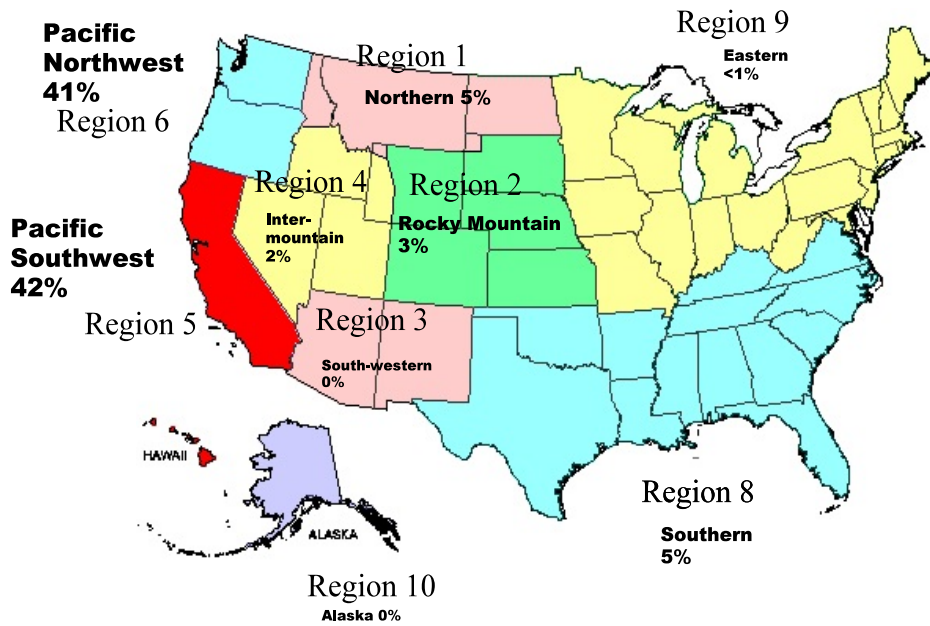 Pacific
Northwest
41%
Region 6
Region 1
Northern 5%
Region 9
Eastern
<1%
Region 4
Inter-
mountain
2%
Region 2
Rocky Mountain
3%
Pacific
Southwest
42%
Region 5
Region 3
South-western
0%
HAWAII
ALASKA
Region 10
Alaska 0%
Region 8
Southern
5%